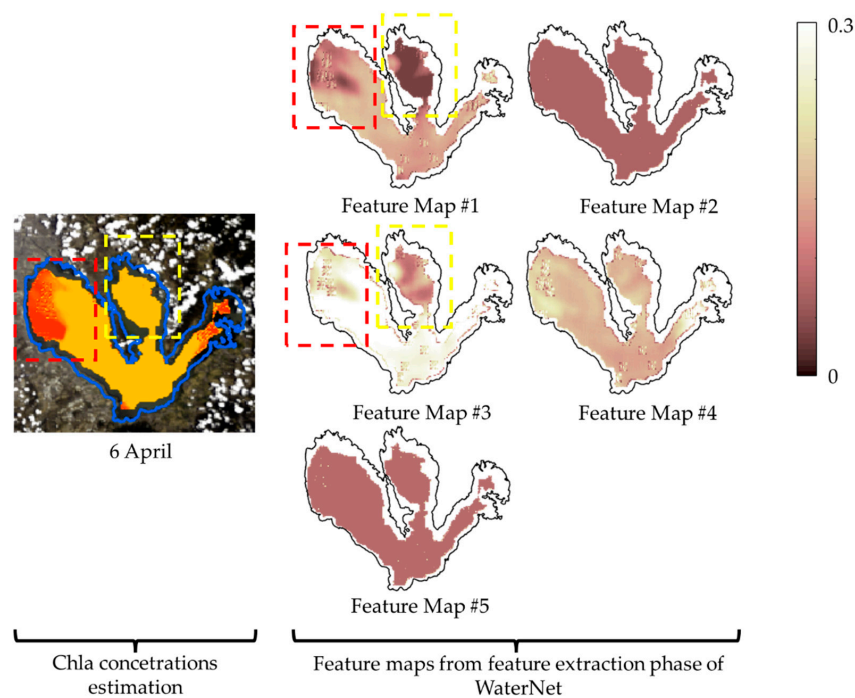 0.3
Feature Map #1
Feature Map #2
0
6 April
Feature Map #3
Feature Map #4
Feature Map #5
Chla concetrations
estimation
Feature maps from feature extraction phase of
WaterNet